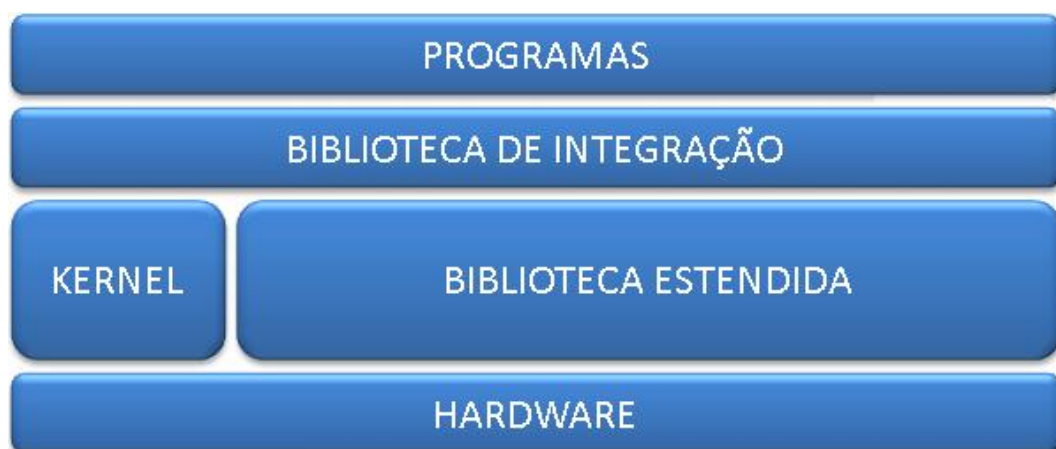 PROGRAMAS
BIBLIOTECA DE INTEGRAÇÃO
KERNEL
BIBLIOTECA ESTENDIDA
HARDWARE